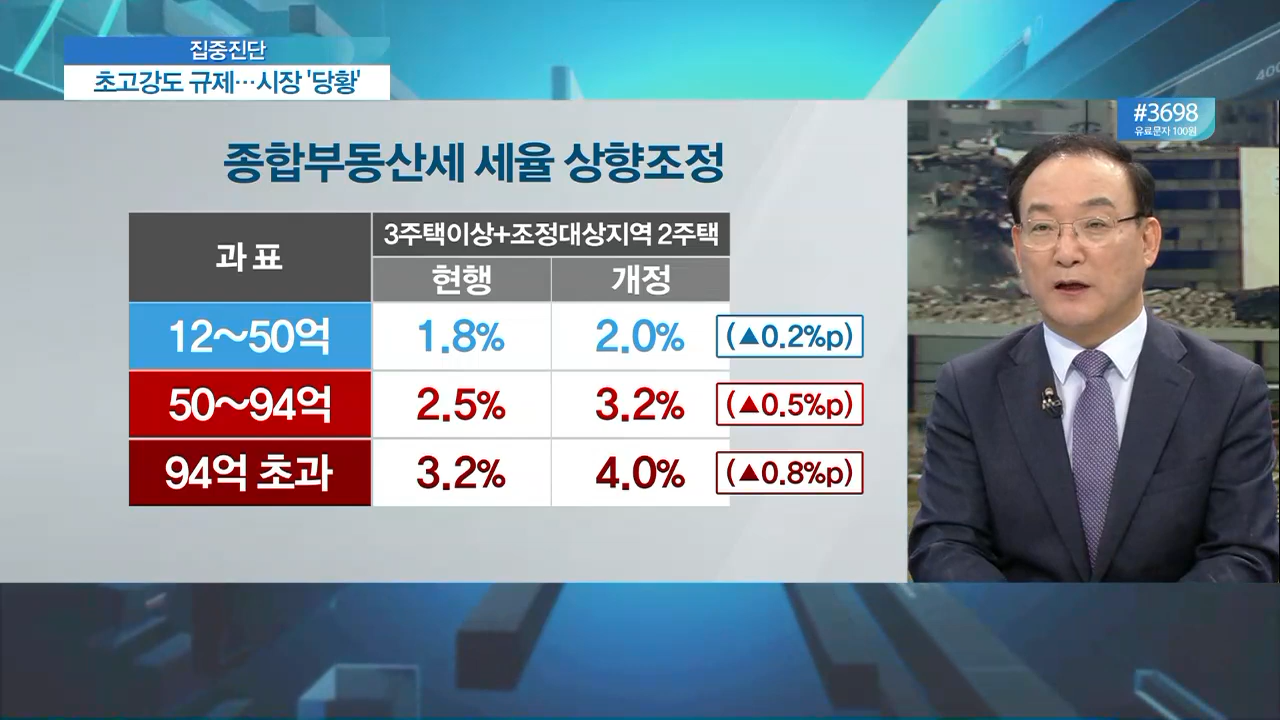 집중진단
초고강도 규제…시장 '당황'
#3698
유료문자 100원
종합부동산세 세율 상향조정
과 표
3주택이상+조정대상지역 2주택
현행 개정
12~50억 1.8% 2.0% (▲0.2%p)
50~94억 2.5% 3.2% (▲0.5%p)
94억 초과 3.2% 4.0% (▲0.8%p)